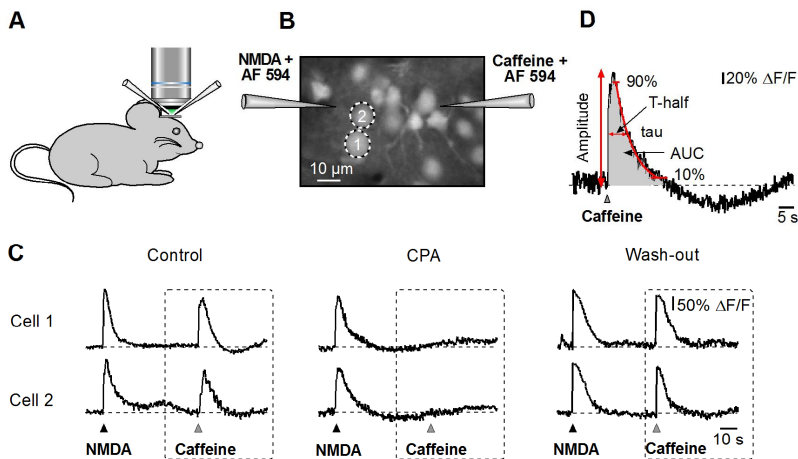 A
B
NMDA +
AF 594
Caffeine +
AF 594
2
1
10 µm
D
Amplitude
90%
T-half
tau
AUC
10%
20% ΔF/F
5 s
Caffeine
C
Control
CPA
Wash-out
Cell 1
50% ΔF/F
Cell 2
10 s
NMDA
Caffeine
NMDA
Caffeine
NMDA
Caffeine